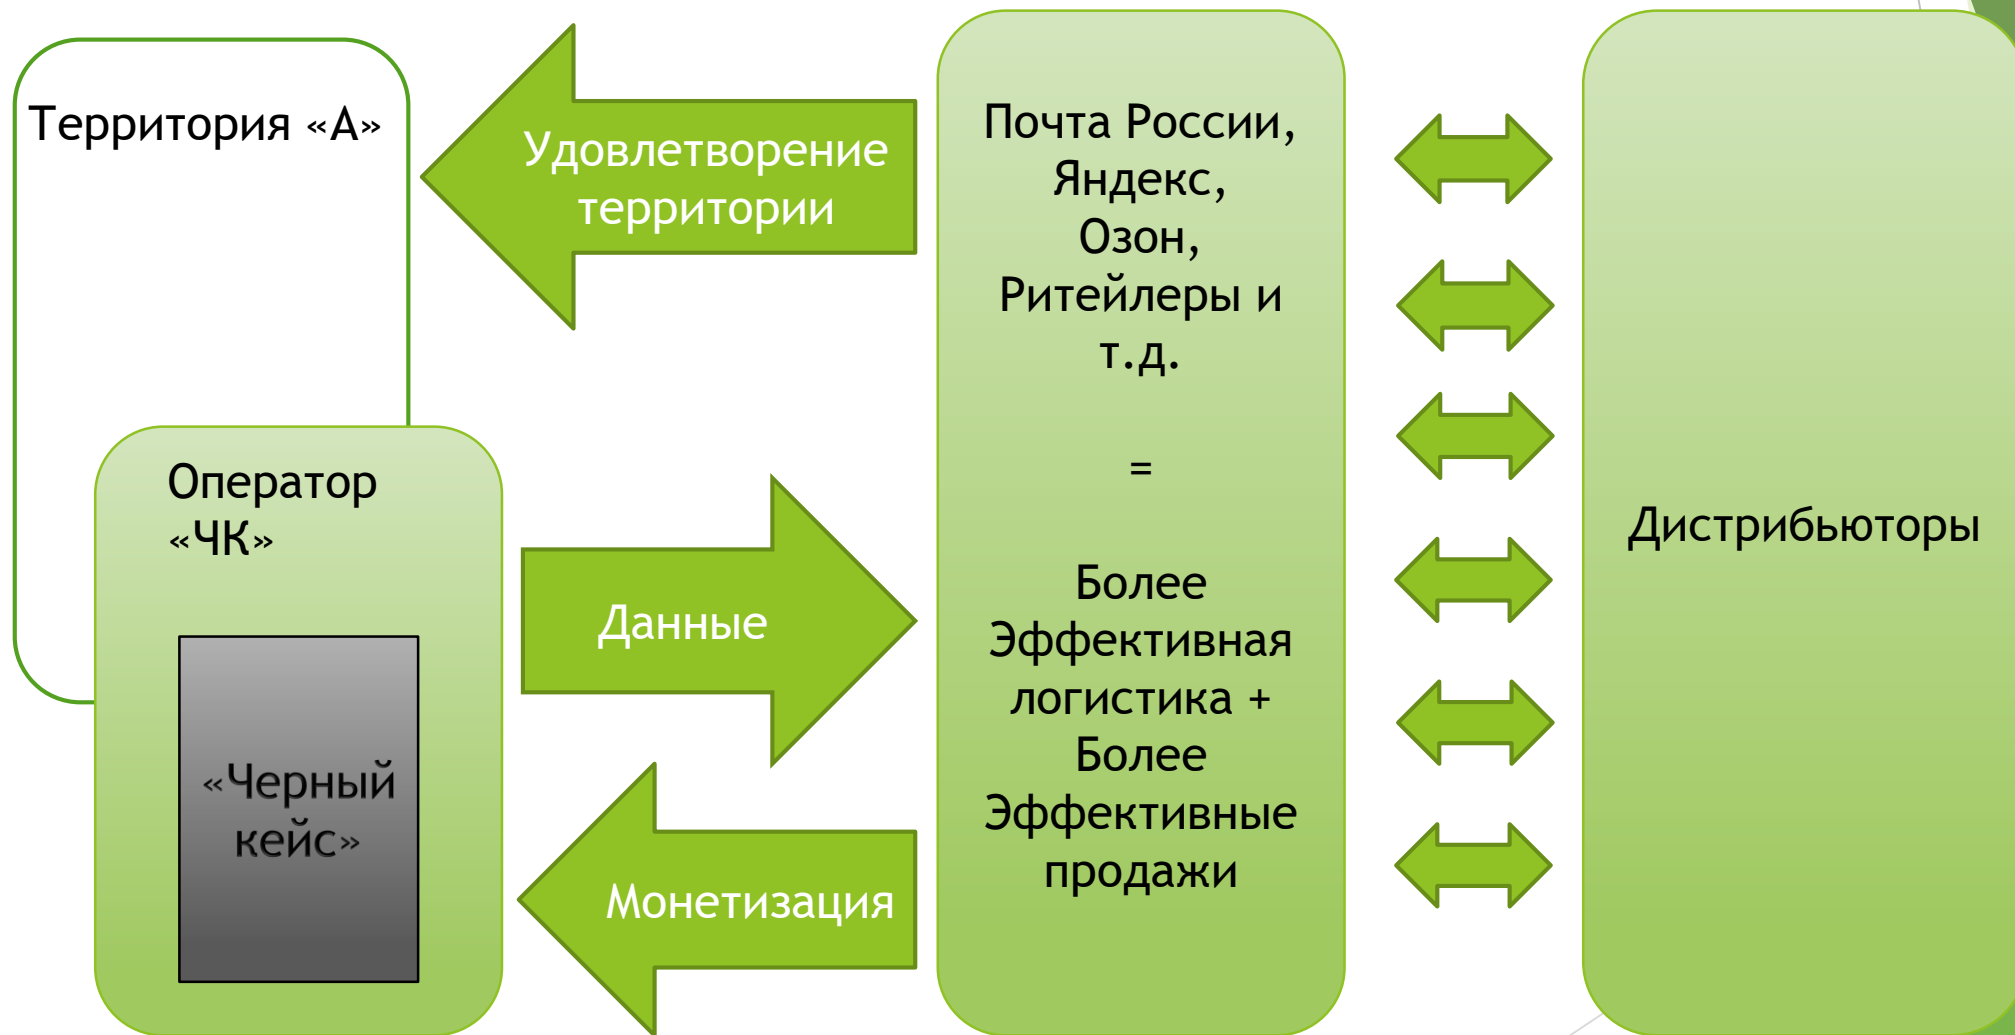 Территория «А»
Удовлетворение
территории
Оператор
«ЧК»
«Черный
кейс»
Данные
Монетизация
Почта России,
Яндекс,
Озон,
Ритейлеры и
т.д.
=
Более
Эффективная
логистика +
Более
Эффективные
продажи
Дистрибьюторы